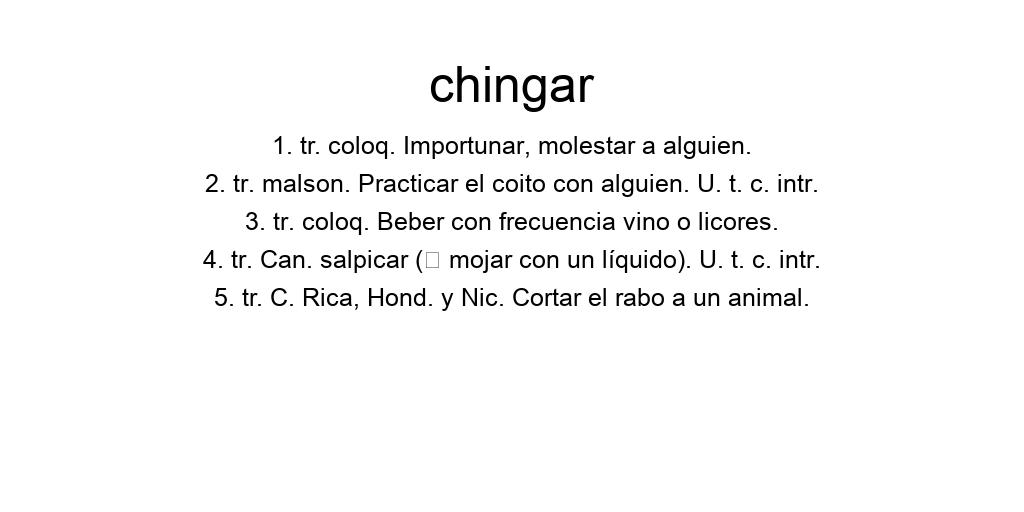 chingar
1. tr. coloq. Importunar, molestar a alguien.
2. tr. malson. Practicar el coito con alguien. U. t. c. intr.
3. tr. coloq. Beber con frecuencia vino o licores.
4. tr. Can. salpicar (□ mojar con un líquido). U. t. c. intr.
5. tr. C. Rica, Hond. y Nic. Cortar el rabo a un animal.